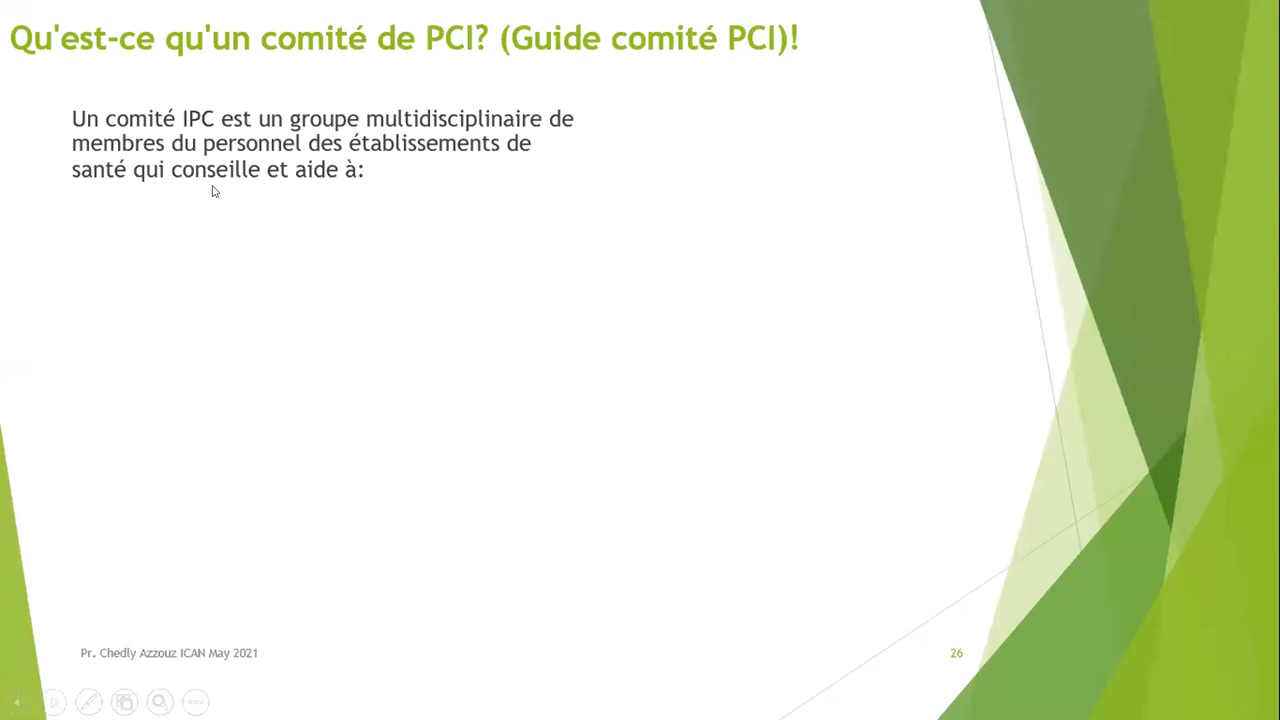 Qu'est-ce qu'un comité de PCI? (Guide comité PCI)!
Un comité IPC est un groupe multidisciplinaire de
membres du personnel des établissements de
santé qui conseille et aide à:
Pr. Chedly Azzouz ICAN May 2021
26